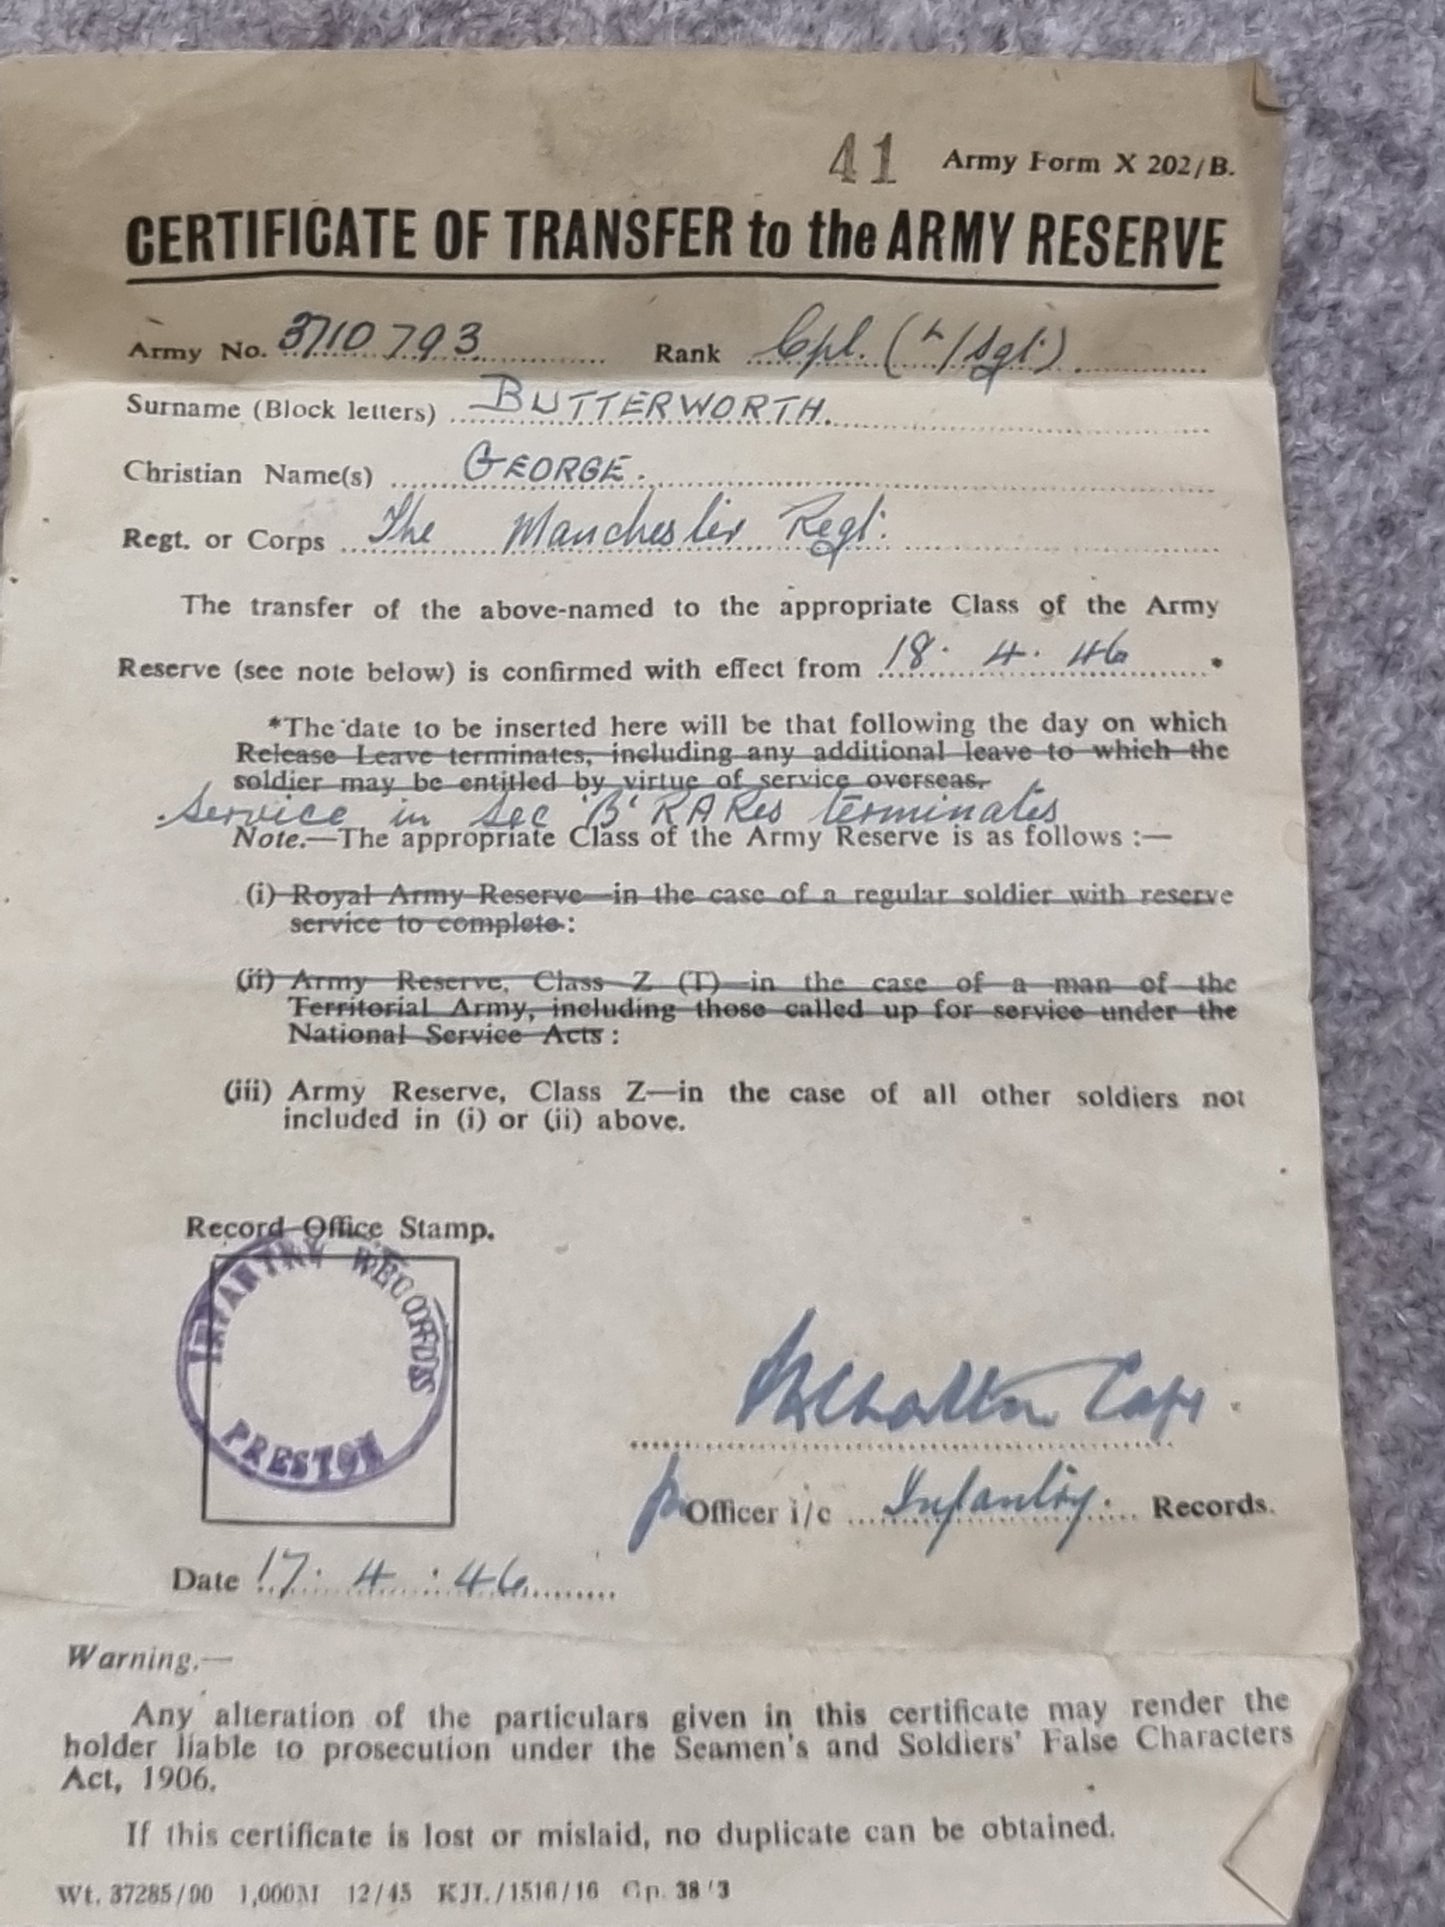 41 Army Form X 202/B.
CERTIFICATE OF TRANSFER to the ARMY RESERVE
Army No. 3710793 Rank Cpl. (L/Sgt.)
Surname (Block letters) BUTTERWORTH.
Christian Name(s) GEORGE.
Regt. or Corps The Manchester Regt.
The transfer of the above-named to the appropriate Class of the Army
Reserve (see note below) is confirmed with effect from 18. 4. 46 *
*The date to be inserted here will be that following the day on which
Release Leave terminates, including any additional leave to which the
soldier may be entitled by virtue of service overseas.
Service in Sec 'B' RARes terminates
Note.—The appropriate Class of the Army Reserve is as follows :—
(i) Royal Army Reserve—in the case of a regular soldier with reserve
service to complete :
(ii) Army Reserve, Class Z (T)—in the case of a man of the
Territorial Army, including those called up for service under the
National Service Acts :
(iii) Army Reserve, Class Z—in the case of all other soldiers not
included in (i) or (ii) above.
Record Office Stamp.
INFANTRY RECORDS
PRESTON
Capt.
p Officer i/c Infantry. Records.
Date 17. 4. 46
Warning.—
Any alteration of the particulars given in this certificate may render the
holder liable to prosecution under the Seamen's and Soldiers' False Characters
Act, 1906.
If this certificate is lost or mislaid, no duplicate can be obtained.
Wt. 37285/90 1,000M 12/45 KJL/1516/16 Gp. 38/3